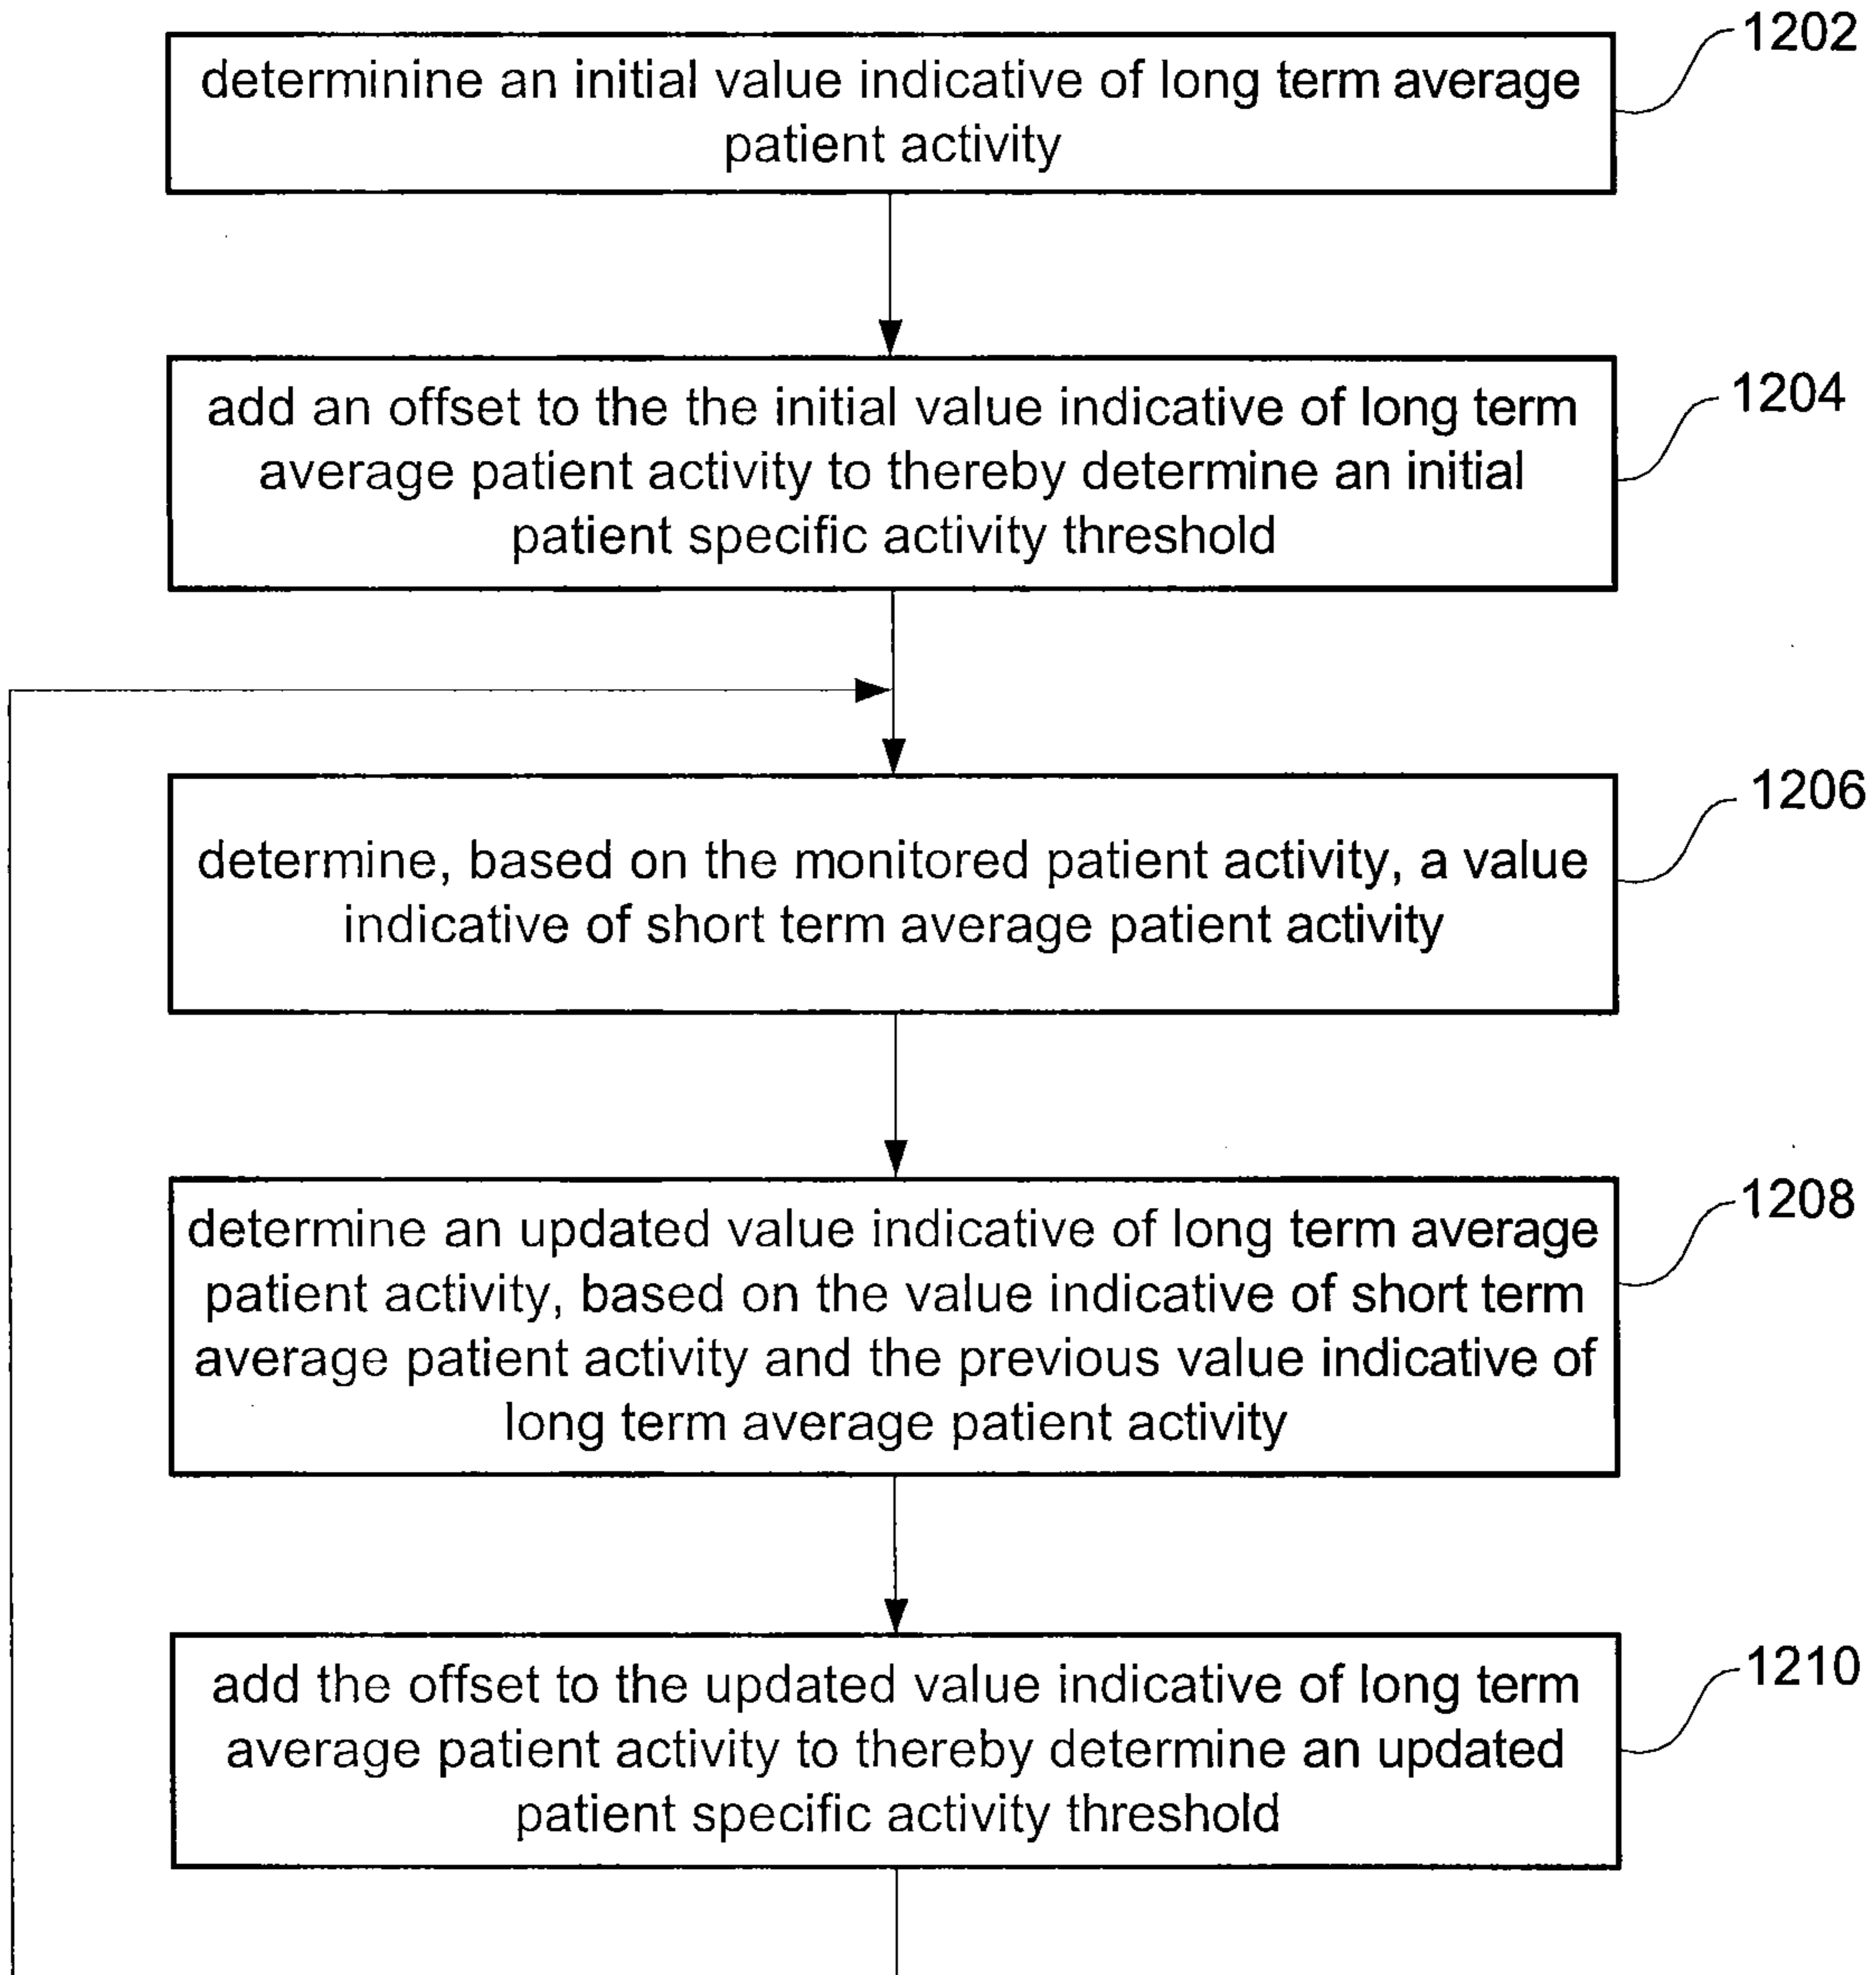 1202
determinine an initial value indicative of long term average
patient activity
1204
add an offset to the the initial value indicative of long term
average patient activity to thereby determine an initial
patient specific activity threshold
1206
determine, based on the monitored patient activity, a value
indicative of short term average patient activity
1208
determine an updated value indicative of long term average
patient activity, based on the value indicative of short term
average patient activity and the previous value indicative of
long term average patient activity
1210
add the offset to the updated value indicative of long term
average patient activity to thereby determine an updated
patient specific activity threshold